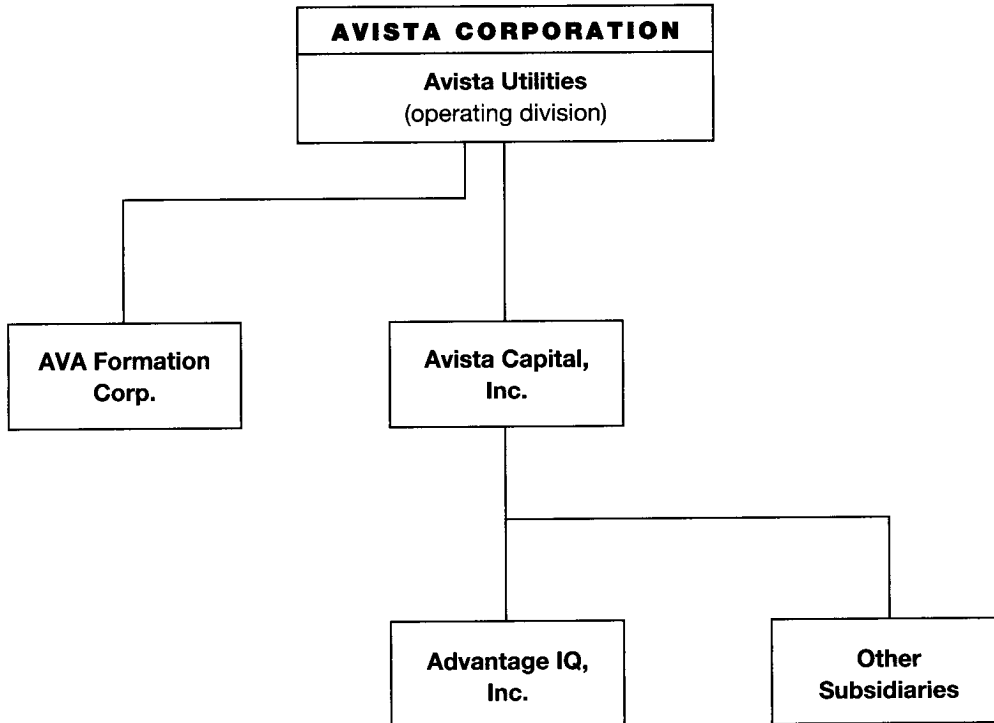 AVISTA CORPORATION
Avista Utilities
(operating division)
AVA Formation
Corp.
Avista Capital,
Inc.
Advantage IQ,
Inc.
Other
Subsidiaries